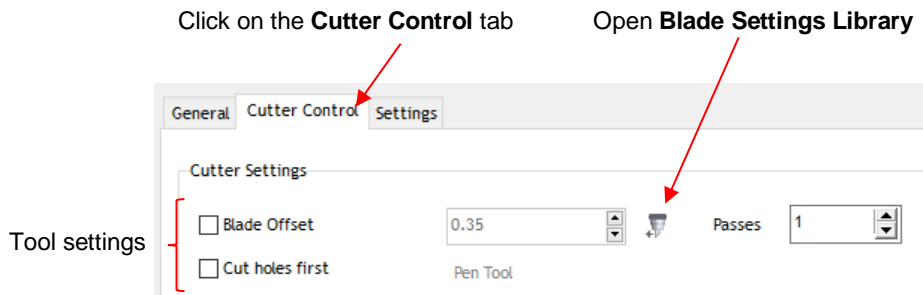 Click on the Cutter Control tab Open Blade Settings Library
General Cutter Control Settings
Cutter Settings
Tool settings
Blade Offset 0.35 Passes 1
Cut holes first Pen Tool